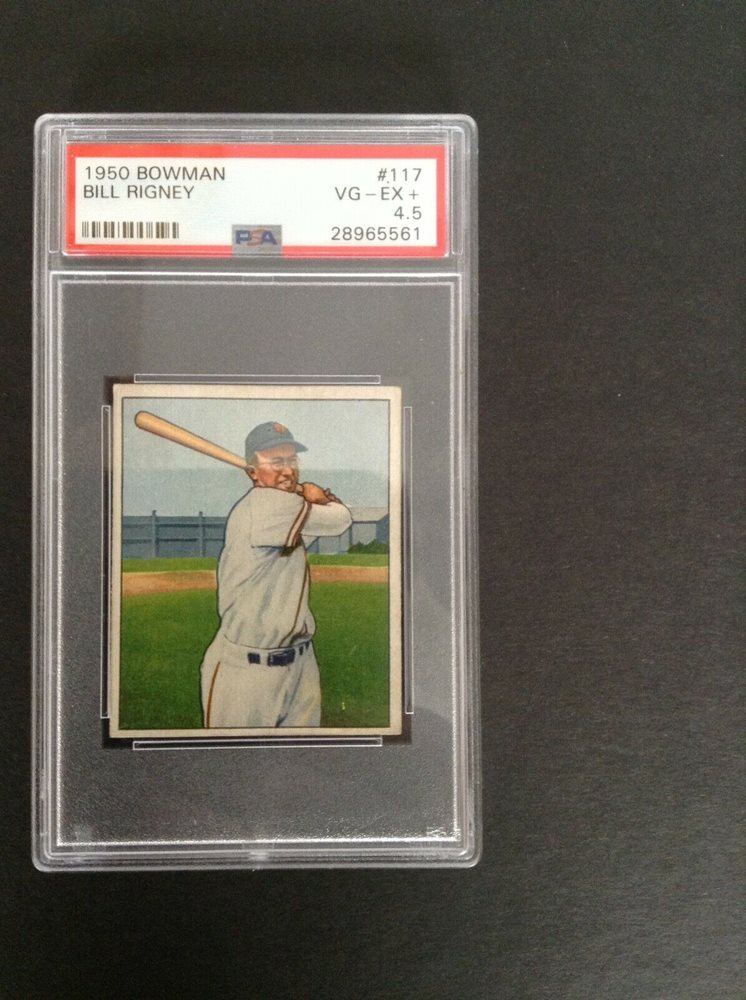 1950 BOWMAN #117
BILL RIGNEY VG-EX+
4.5
PSA 28965561